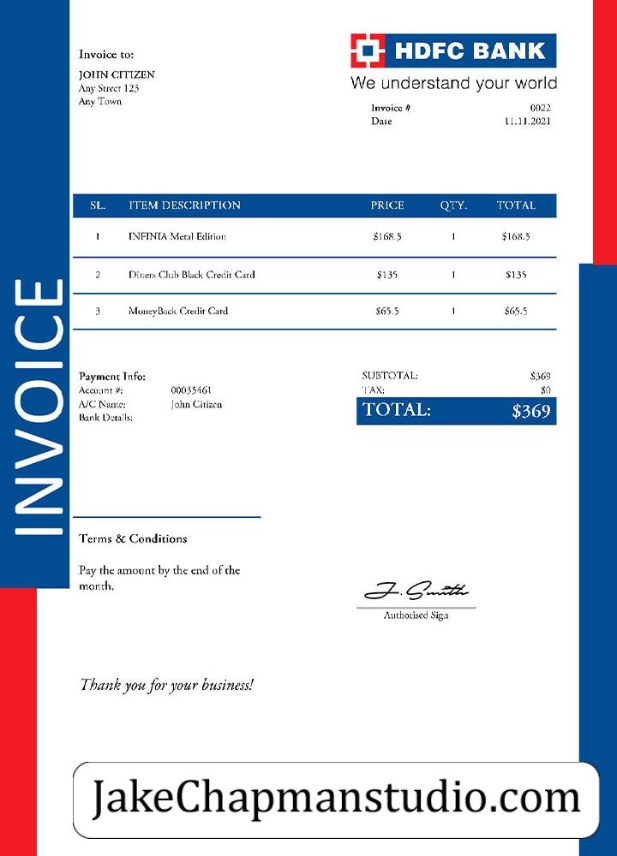 Invoice to:
JOHN CITIZEN
Any Street 123
Any Town
HDFC BANK
We understand your world
Invoice # 0022
Date 11.11.2021
SL. ITEM DESCRIPTION PRICE QTY. TOTAL
1 INFINIA Metal Edition $168.5 1 $168.5
2 Diners Club Black Credit Card $135 1 $135
3 MoneyBack Credit Card $65.5 1 $65.5
INVOICE
Payment Info:
Account #: 00035461
A/C Name: John Citizen
Bank Details:
SUBTOTAL: $369
TAX: $0
TOTAL: $369
Terms & Conditions
Pay the amount by the end of the
month.
J. Smith
Authorised Sign
Thank you for your business!
JakeChapmanstudio.com